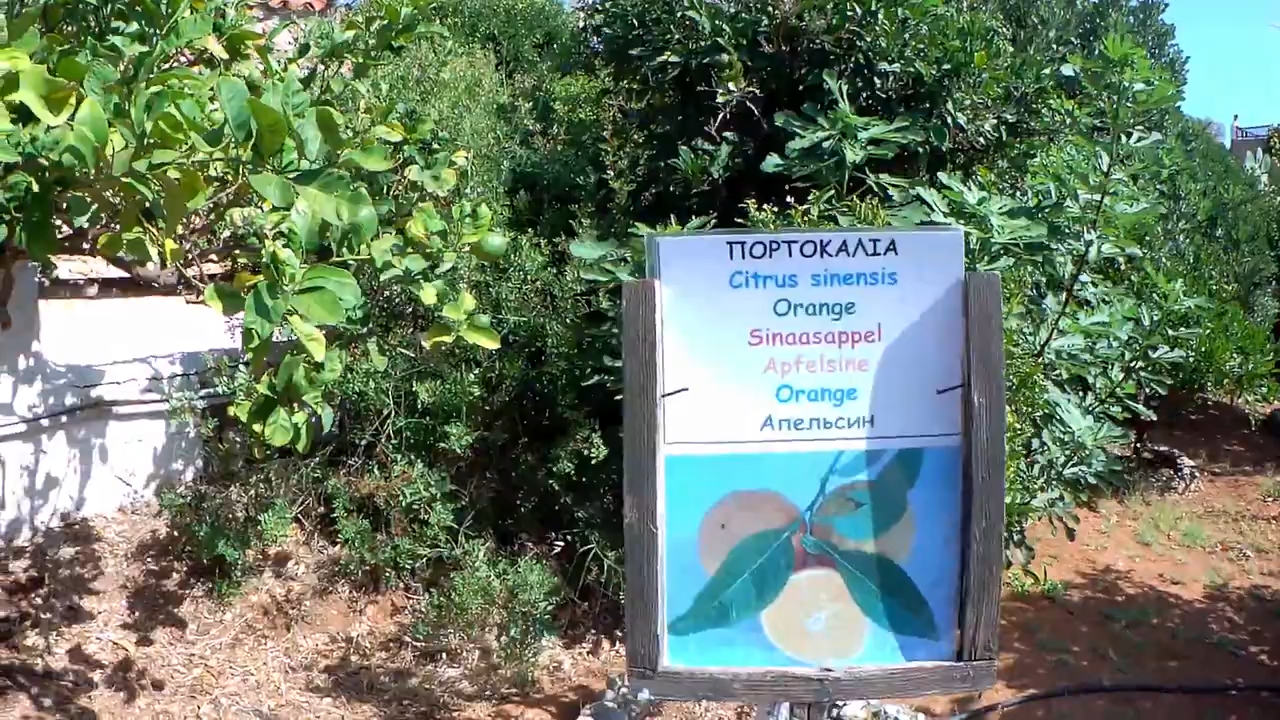 ΠΟΡΤΟΚΑΛΙΑ
Citrus sinensis
Orange
Sinaasappel
Apfelsine
Orange
Апельсин